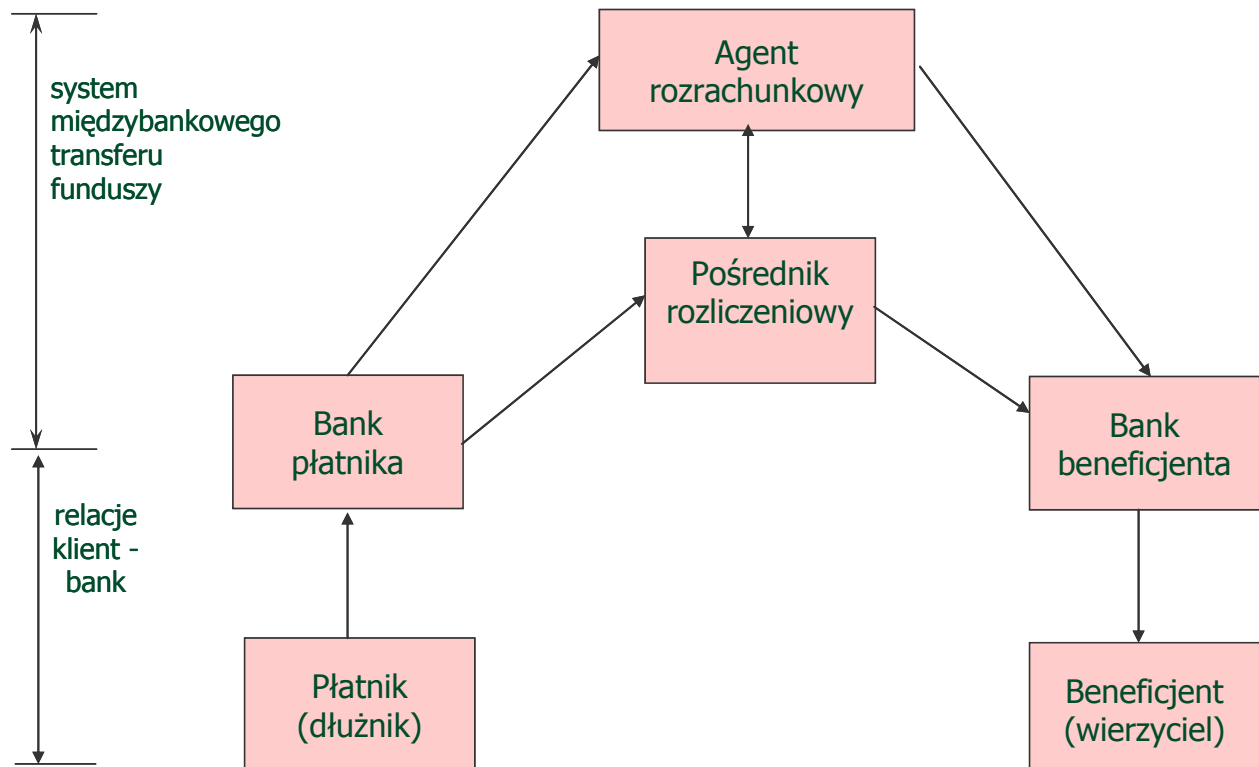 Agent
rozrachunkowy
system
międzybankowego
transferu
funduszy
Pośrednik
rozliczeniowy
Bank
płatnika
Bank
beneficjenta
relacje
klient -
bank
Płatnik
(dłużnik)
Beneficjent
(wierzyciel)